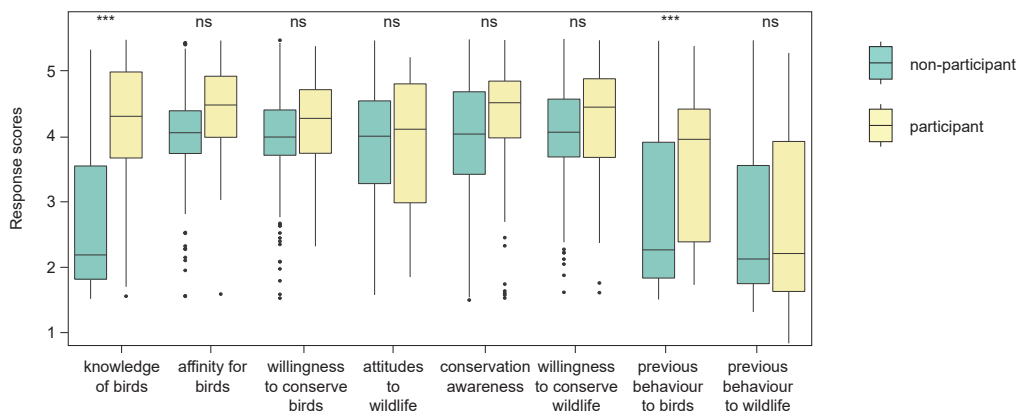 *** ns ns ns ns ns *** ns
non-participant
participant
Response scores
5
4
3
2
1
knowledge
of birds
affinity for
birds
willingness
to conserve
birds
attitudes
to
wildlife
conservation
awareness
willingness
to conserve
wildlife
previous
behaviour
to birds
previous
behaviour
to wildlife